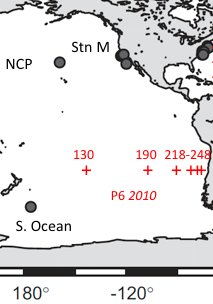 Stn M
NCP
130 190 218-248
P6 2010
S. Ocean
180° -120°